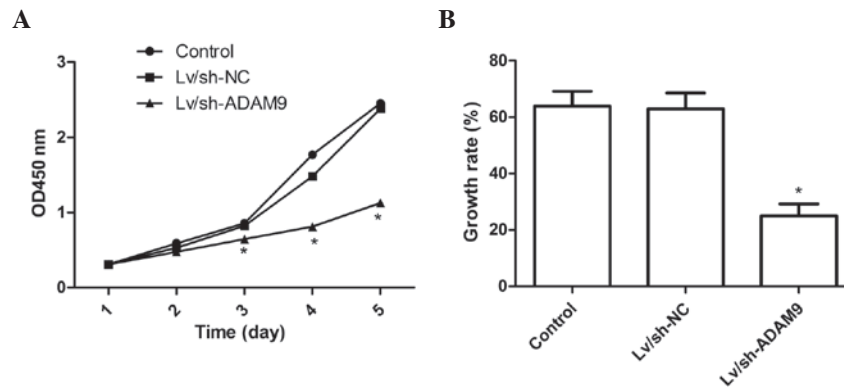 A
Control
Lv/sh-NC
Lv/sh-ADAM9
3
2
1
0
OD450 nm
*
*
*
1
2
3
4
5
Time (day)
B
80
60
40
20
0
Growth rate (%)
*
Control
Lv/sh-NC
Lv/sh-ADAM9